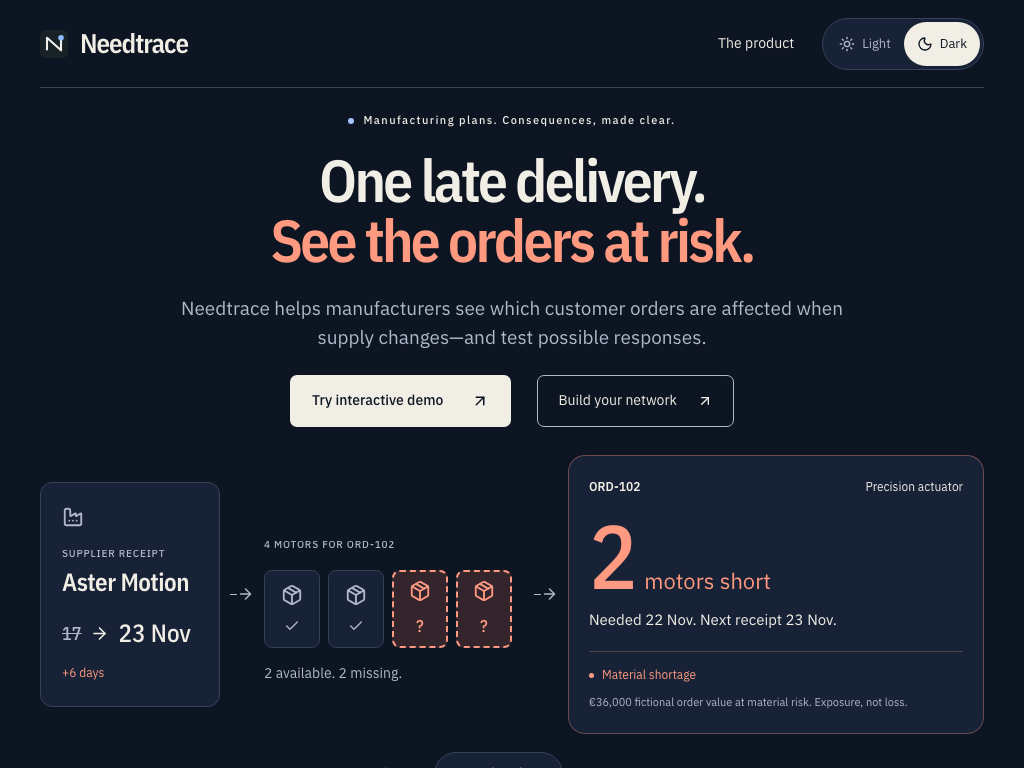 Needtrace
The product
Light
Dark
Manufacturing plans. Consequences, made clear.
One late delivery.
See the orders at risk.
Needtrace helps manufacturers see which customer orders are affected when
supply changes—and test possible responses.
Try interactive demo
Build your network
SUPPLIER RECEIPT
Aster Motion
17 → 23 Nov
+6 days
4 MOTORS FOR ORD-102
? ?
2 available. 2 missing.
ORD-102
Precision actuator
2 motors short
Needed 22 Nov. Next receipt 23 Nov.
Material shortage
€36,000 fictional order value at material risk. Exposure, not loss.